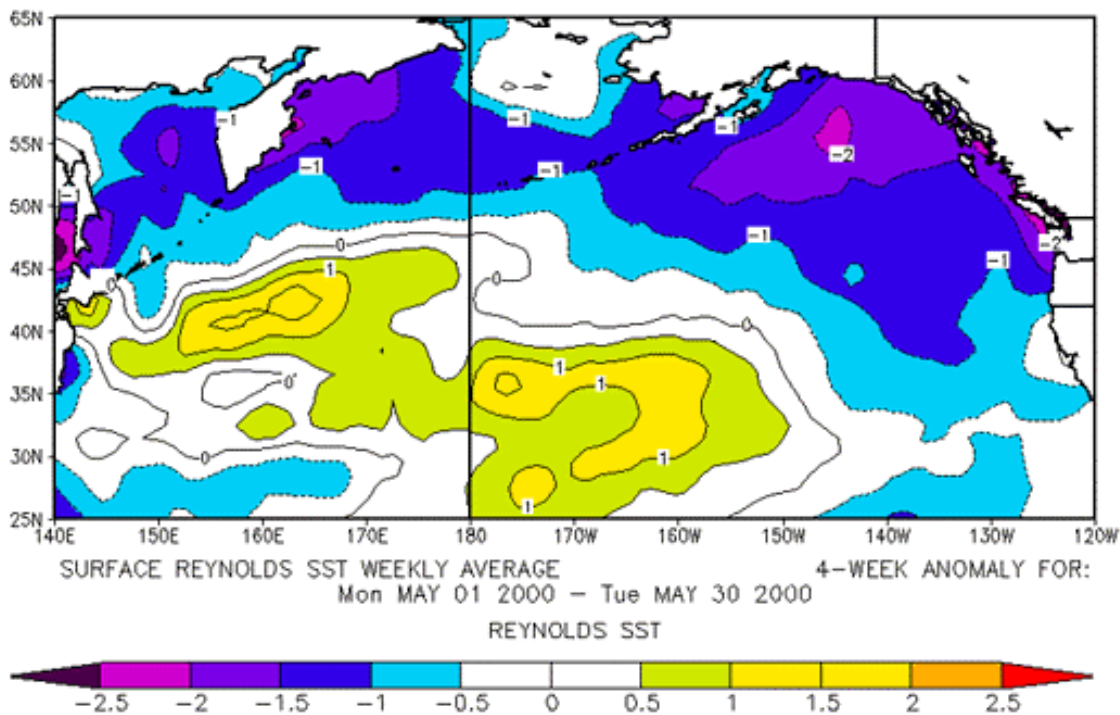 65N
60N
55N
50N
45N
40N
35N
30N
25N
-1
-1
-1
-1
-1
-2
-1
-1
-1
-2
0
0
0
0
0
0
1
1
1
1
1
1
140E 150E 160E 170E 180 170W 160W 150W 140W 130W 120W
SURFACE REYNOLDS SST WEEKLY AVERAGE 4-WEEK ANOMALY FOR:
Mon MAY 01 2000 - Tue MAY 30 2000
REYNOLDS SST
-2.5 -2 -1.5 -1 -0.5 0 0.5 1 1.5 2 2.5